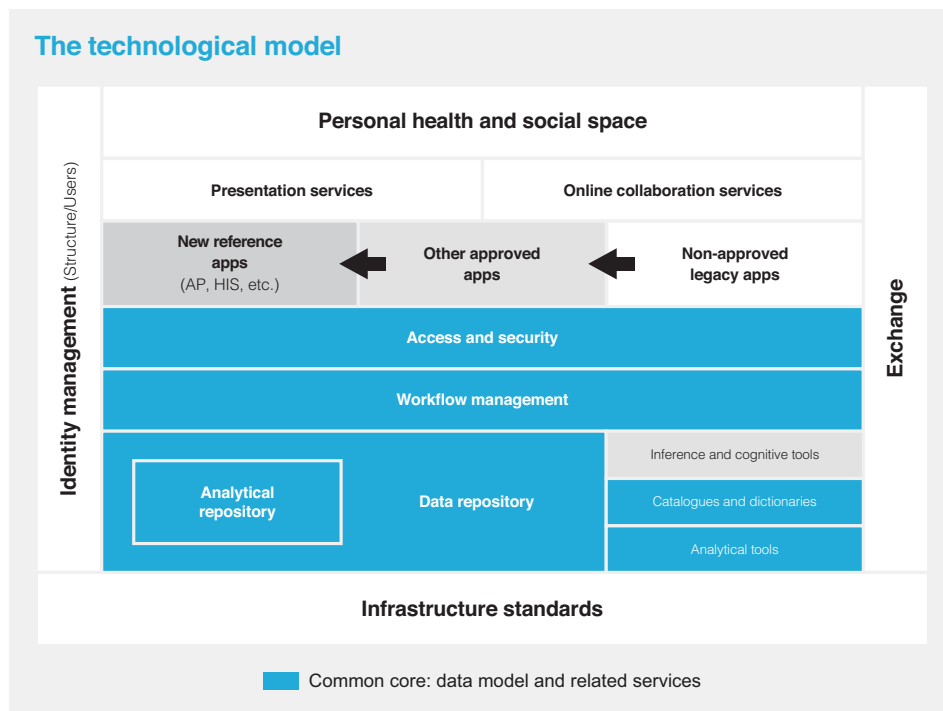 The technological model
Personal health and social space
Identity management (Structure/Users)
Presentation services
Online collaboration services
New reference
apps
(AP, HIS, etc.)
Other approved
apps
Non-approved
legacy apps
Exchange
Access and security
Workflow management
Analytical
repository
Data repository
Inference and cognitive tools
Catalogues and dictionaries
Analytical tools
Infrastructure standards
Common core: data model and related services